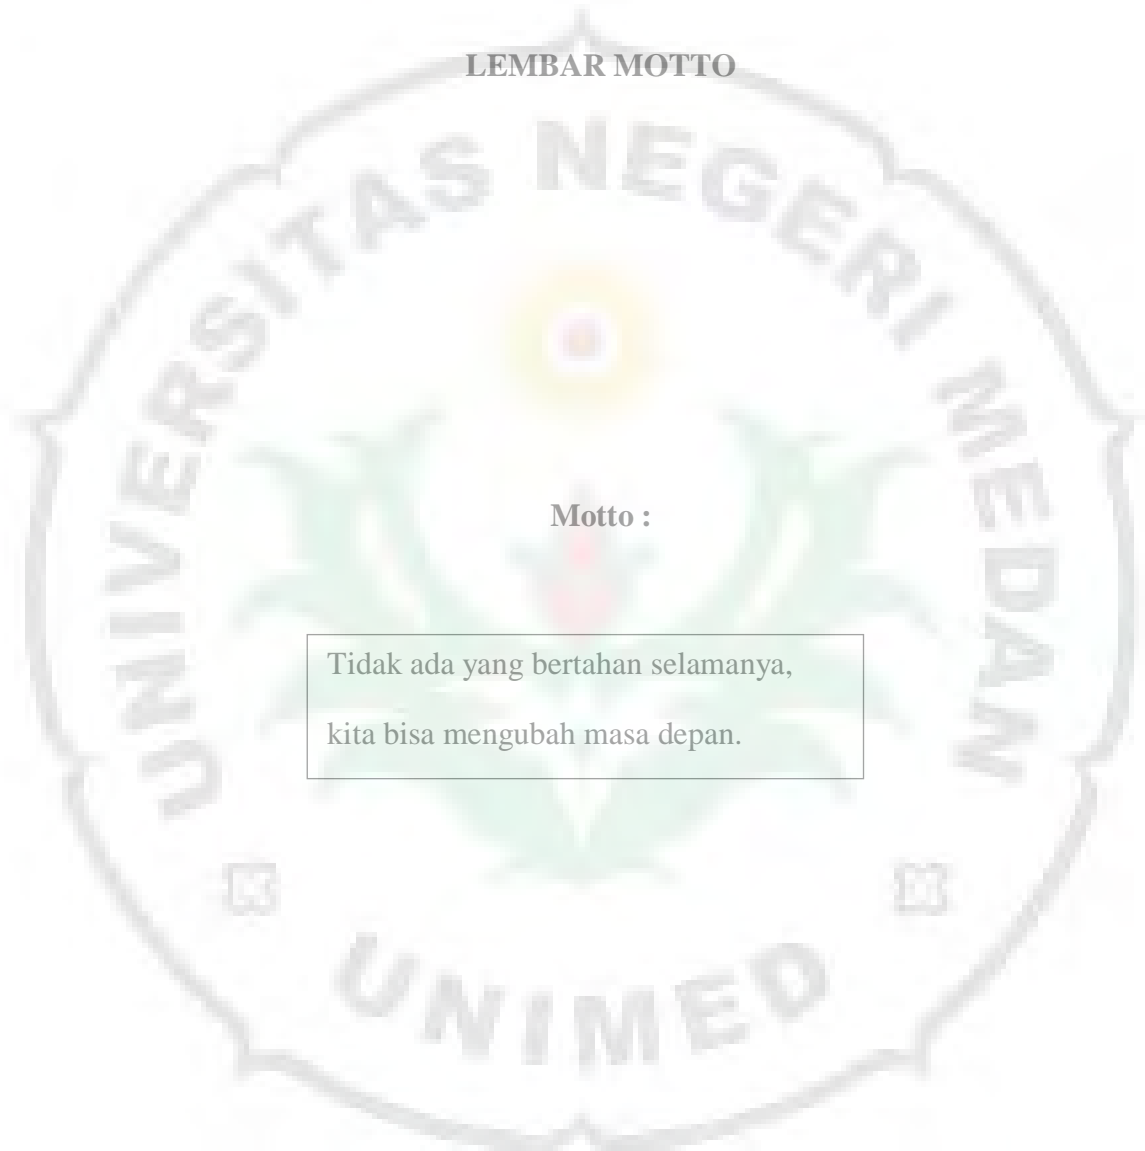 LEMBAR MOTTO
UNIVERSITAS NEGERI MEDAN
Motto :
Tidak ada yang bertahan selamanya,
kita bisa mengubah masa depan.
UNIMED